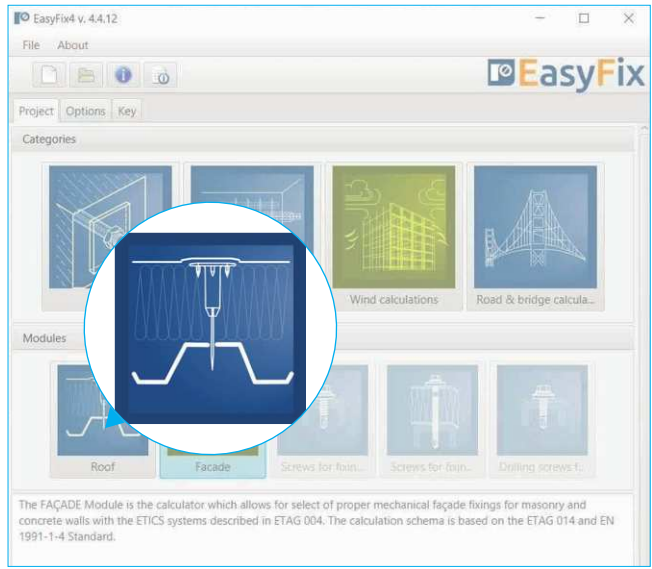 EasyFix4 v. 4.4.12
File About
EasyFix
Project Options Key
Categories
Wind calculations
Road & bridge calcula...
Modules
Roof
Facade
Screws for fixin...
Screws for fixin...
Drilling screws f...
The FAÇADE Module is the calculator which allows for select of proper mechanical façade fixings for masonry and
concrete walls with the ETICS systems described in ETAG 004. The calculation schema is based on the ETAG 014 and EN
1991-1-4 Standard.